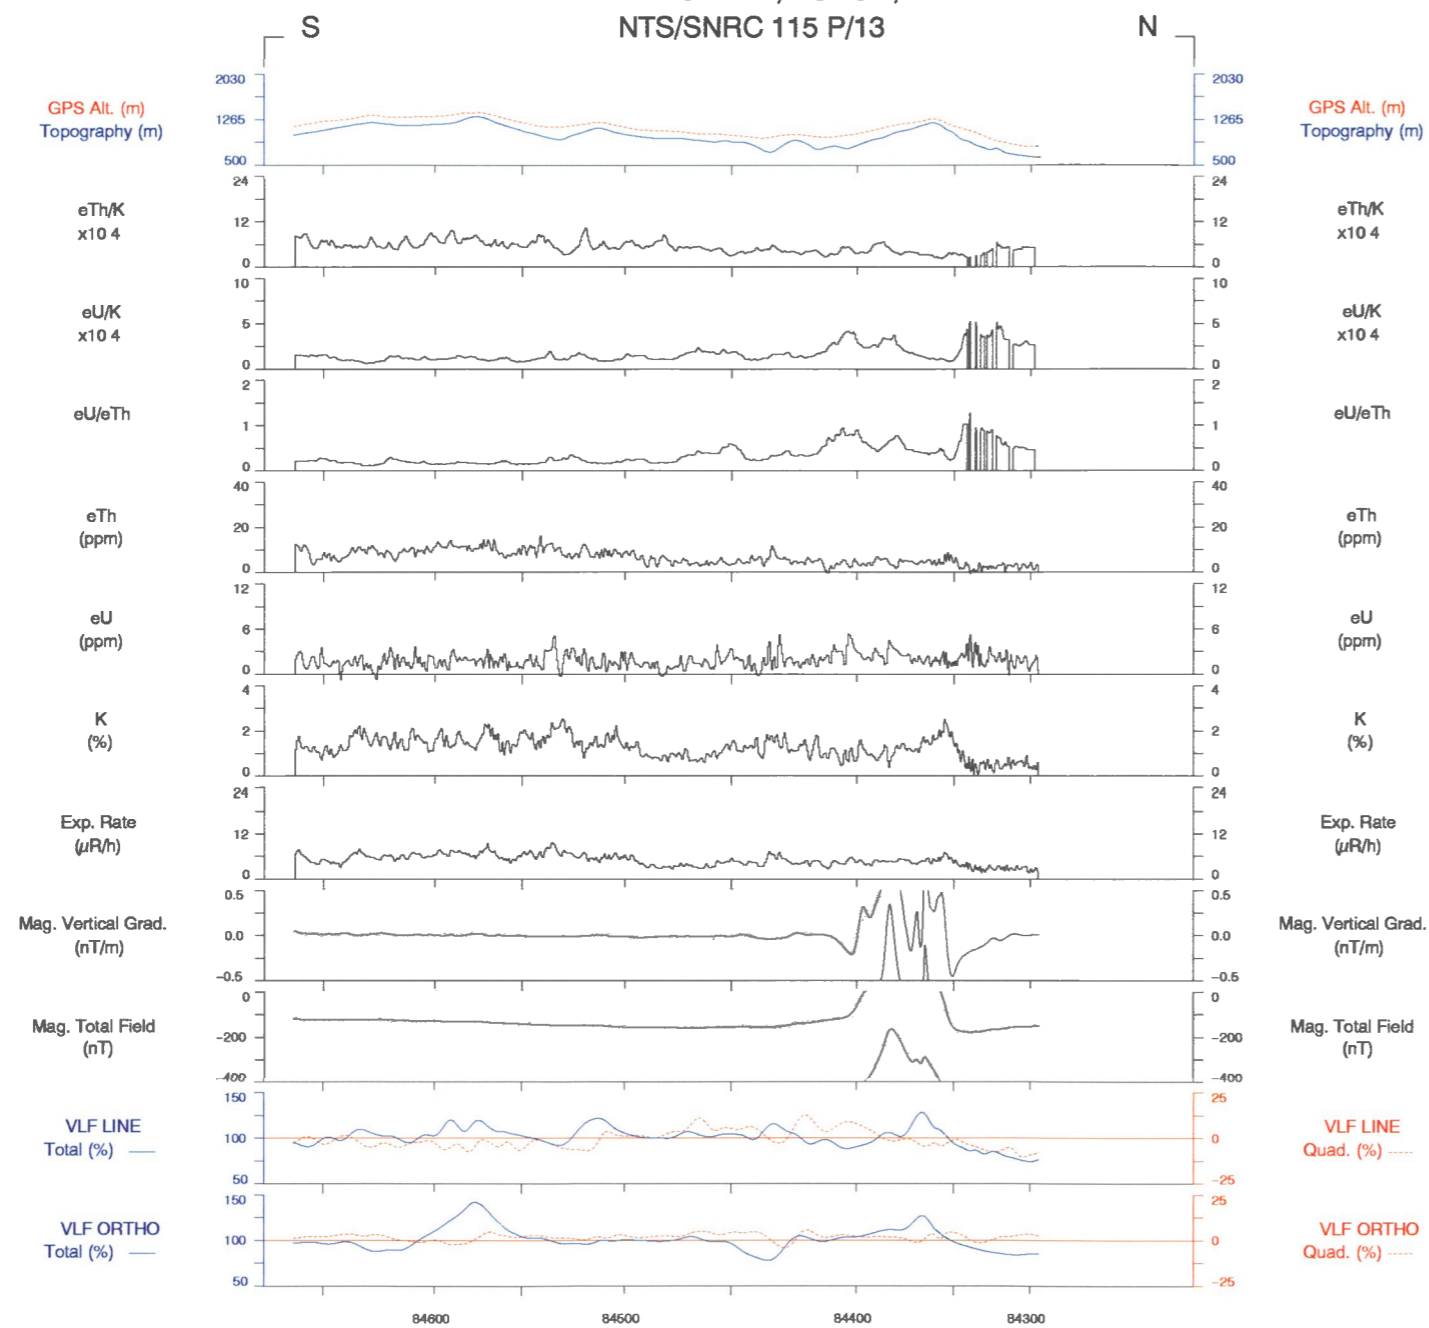 S NTS/SNRC 115 P/13 N
2030 2030
GPS Alt. (m) 1265 1265 GPS Alt. (m)
Topography (m) Topography (m)
500 500
24 24
eTh/K 12 12 eTh/K
x10 4 x10 4
0 0
10 10
eU/K 5 5 eU/K
x10 4 x10 4
0 0
2 2
eU/eTh 1 1 eU/eTh
0 0
40 40
eTh 20 20 eTh
(ppm) (ppm)
0 0
12 12
eU 6 6 eU
(ppm) (ppm)
0 0
4 4
K 2 2 K
(%) (%)
0 0
24 24
Exp. Rate 12 12 Exp. Rate
(µR/h) (µR/h)
0 0
0.5 0.5
Mag. Vertical Grad. 0.0 0.0 Mag. Vertical Grad.
(nT/m) (nT/m)
-0.5 -0.5
0 0
Mag. Total Field -200 -200 Mag. Total Field
(nT) (nT)
-400 -400
150 25
VLF LINE 100 0 VLF LINE
Total (%) Quad. (%)
50 -25
150 25
VLF ORTHO 100 0 VLF ORTHO
Total (%) Quad. (%)
50 -25
84600 84500 84400 84300